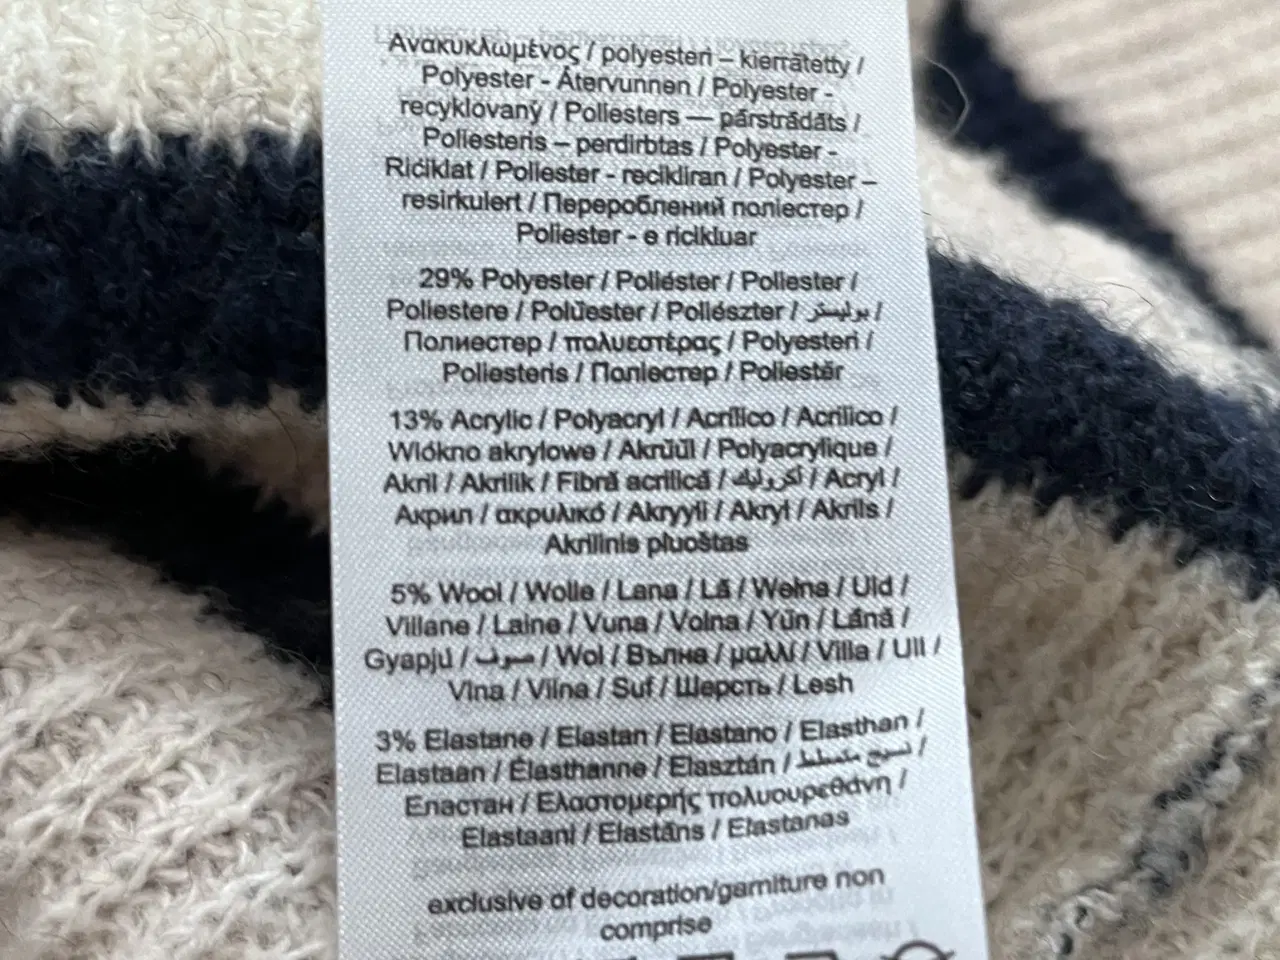 Ανακυκλωμένος / polyesteri – kierrätetty /
Polyester - Återvunnen / Polyester -
recyklovaný / Poliesters — pārstrādāts /
Poliesteris – perdirbtas / Polyester -
Riċiklat / Poliester - recikliran / Polyester –
resirkulert / Перероблений поліестер /
Poliester - e ricikluar
29% Polyester / Poliéster / Poliester /
Poliestere / Polüester / Poliészter / بوليستر /
Полиестер / πολυεστέρας / Polyesteri /
Poliesteris / Поліестер / Poliestër
13% Acrylic / Polyacryl / Acrílico / Acrilico /
Włókno akrylowe / Akrüül / Polyacrylique /
Akril / Akrilik / Fibră acrilică / أكروليك / Acryl /
Акрил / ακρυλικό / Akryyli / Akryl / Akrils /
Akrilinis pluoštas
5% Wool / Wolle / Lana / Lã / Wełna / Uld /
Villane / Laine / Vuna / Volna / Yün / Lână /
Gyapjú / صوف / Wol / Вълна / μαλλί / Villa / Ull /
Vlna / Vilna / Suf / Шерсть / Lesh
3% Elastane / Elastan / Elastano / Elasthan /
Elastaan / Élasthanne / Elasztán / نسيج متمطط /
Еластан / Ελαστομερής πολυουρεθάνη /
Elastaani / Elastāns / Elastanas
exclusive of decoration/garniture non
comprise